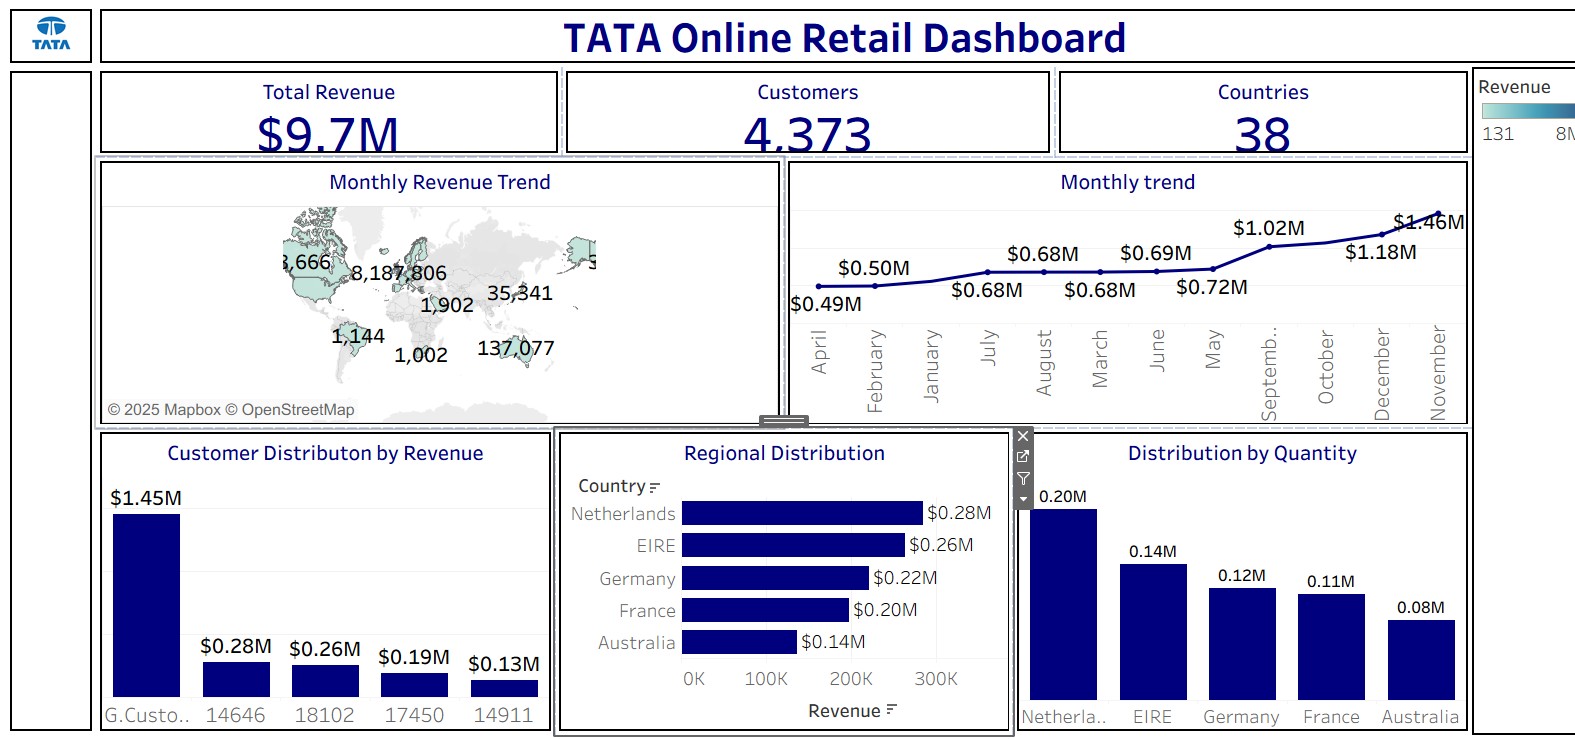 TATA
TATA Online Retail Dashboard
Total Revenue
$9.7M
Customers
4,373
Countries
38
Revenue
131 8M
Monthly Revenue Trend
3,666
8,187,806
35,341
1,902
1,144
1,002
137,077
© 2025 Mapbox © OpenStreetMap
Monthly trend
$0.49M
$0.50M
$0.68M
$0.68M
$0.68M
$0.69M
$0.72M
$1.02M
$1.18M
$1.46M
April
February
January
July
August
March
June
May
Septemb..
October
December
November
Customer Distributon by Revenue
$1.45M
$0.28M
$0.26M
$0.19M
$0.13M
G.Custo.. 14646 18102 17450 14911
Regional Distribution
Country
Netherlands $0.28M
EIRE $0.26M
Germany $0.22M
France $0.20M
Australia $0.14M
0K 100K 200K 300K
Revenue
Distribution by Quantity
0.20M
0.14M
0.12M
0.11M
0.08M
Netherla.. EIRE Germany France Australia